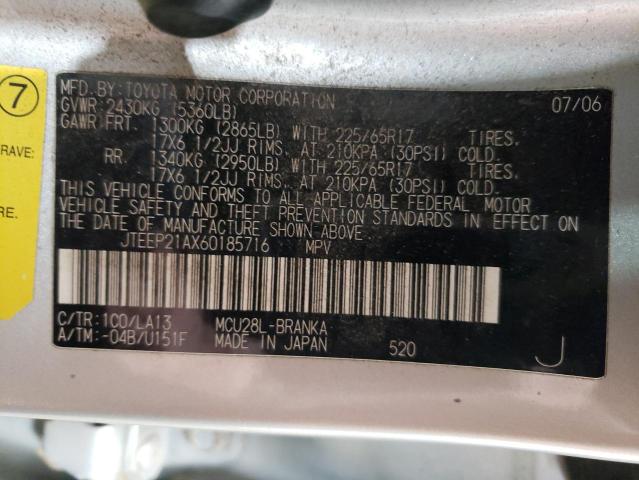 7
RAVE:
RE.
MFD.BY:TOYOTA MOTOR CORPORATION 07/06
GVWR:2430KG (5360LB)
GAWR:FRT. 1300KG (2865LB) WITH 225/65R17 TIRES.
17X6 1/2JJ RIMS. AT 210KPA (30PSI) COLD.
RR. 1340KG (2950LB) WITH 225/65R17 TIRES.
17X6 1/2JJ RIMS. AT 210KPA (30PSI) COLD.
THIS VEHICLE CONFORMS TO ALL APPLICABLE FEDERAL MOTOR
VEHICLE SAFETY AND THEFT PREVENTION STANDARDS IN EFFECT ON
THE DATE OF MANUFACTURE SHOWN ABOVE.
JTEEP21AX60185716 MPV
C/TR:1C0/LA13 MCU28L-BRANKA
A/TM:-04B/U151F MADE IN JAPAN 520 J